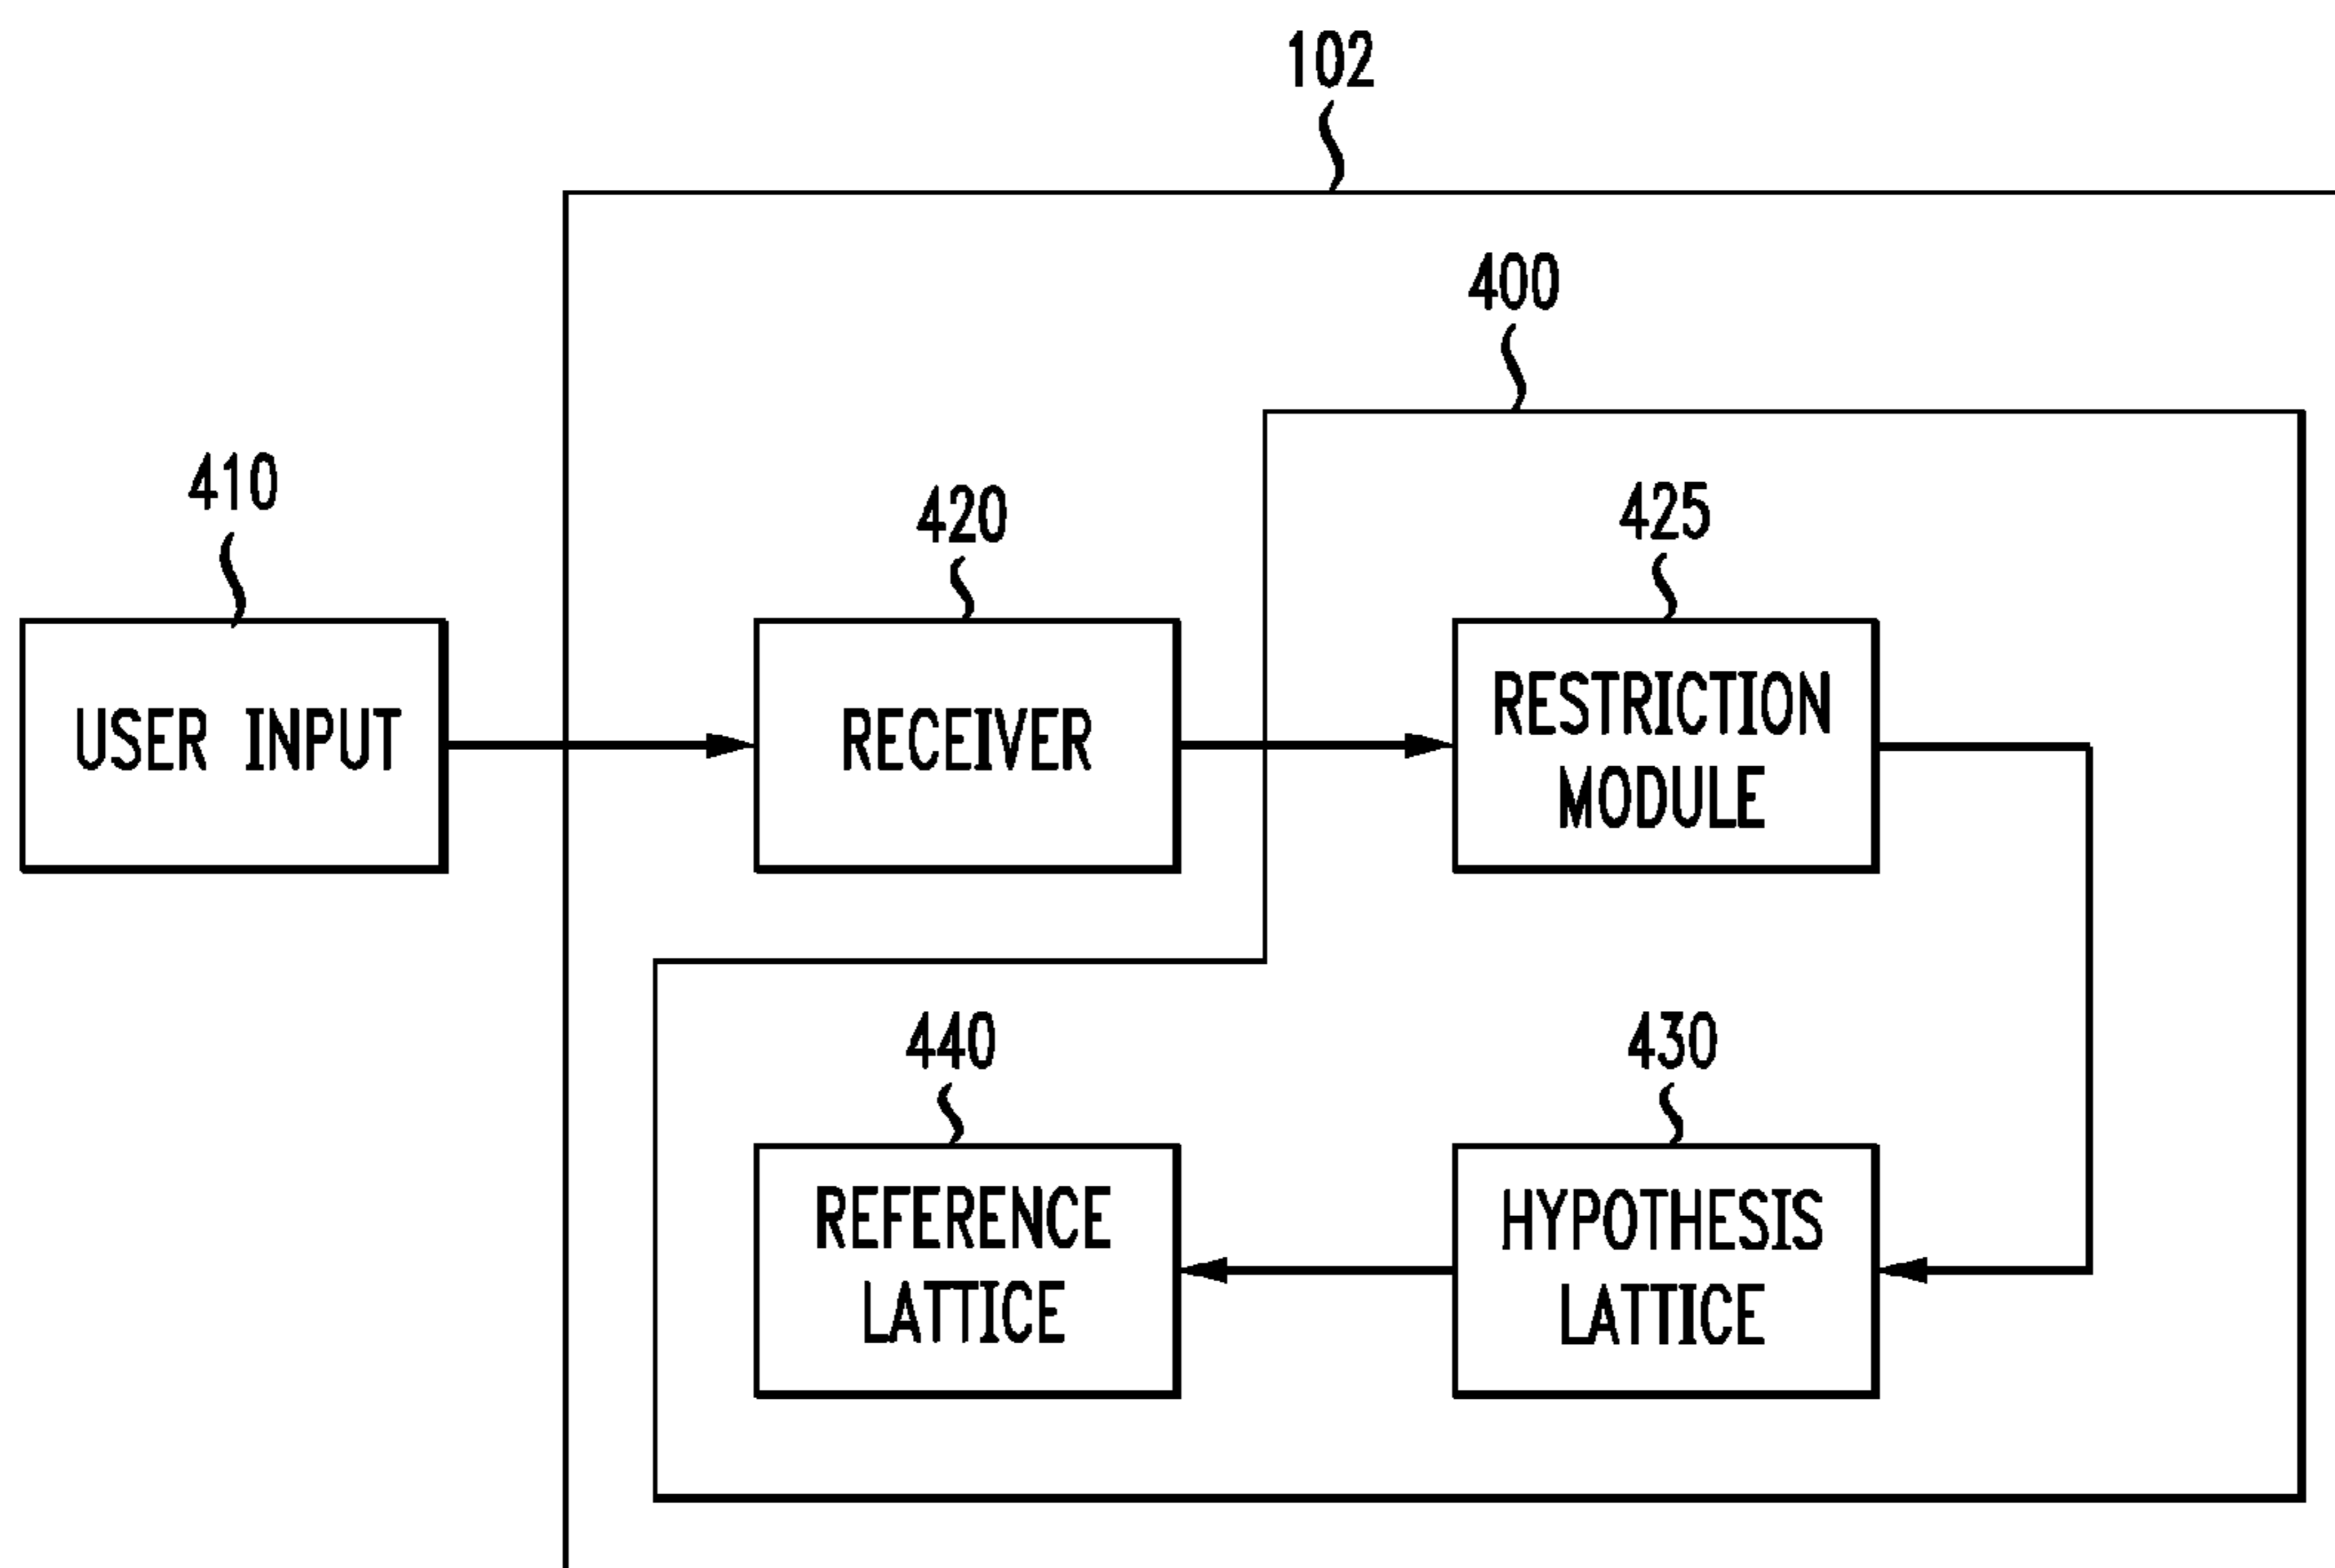 102
400
410
420
425
USER INPUT
RECEIVER
RESTRICTION
MODULE
440
430
REFERENCE
LATTICE
HYPOTHESIS
LATTICE